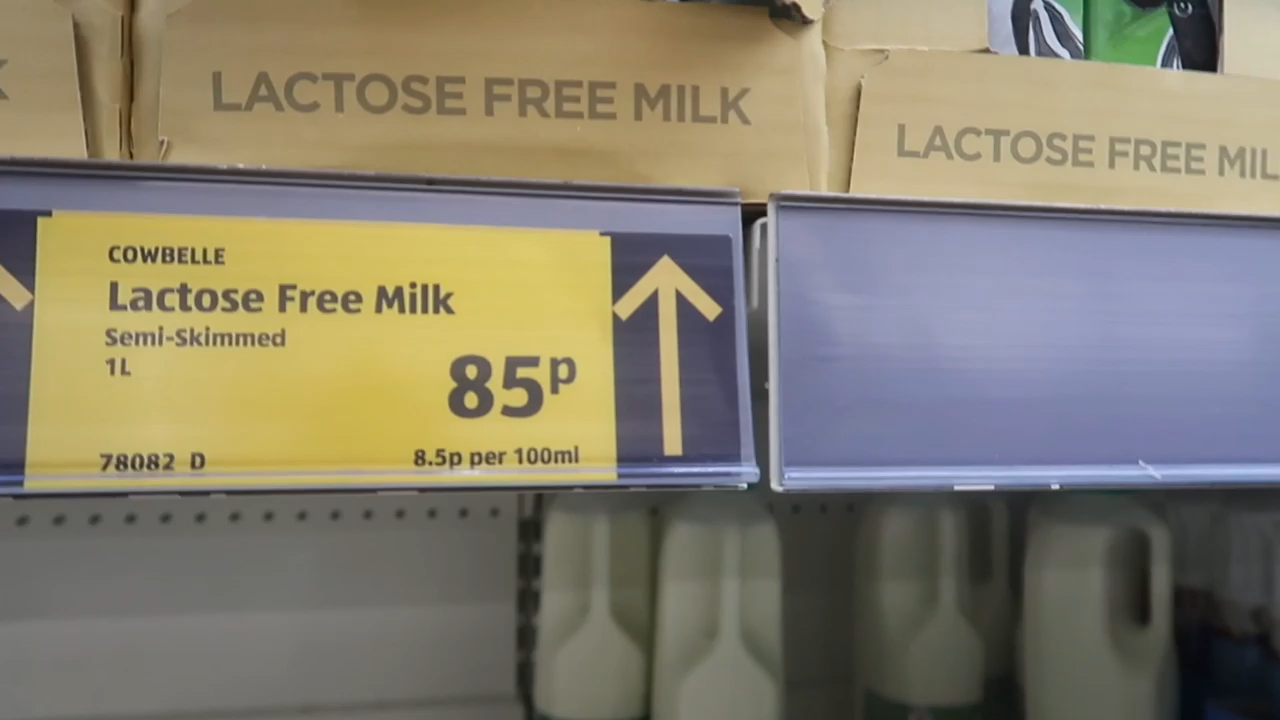 LACTOSE FREE MILK
LACTOSE FREE MIL
COWBELLE
Lactose Free Milk
Semi-Skimmed
1L
85p
78082 D
8.5p per 100ml